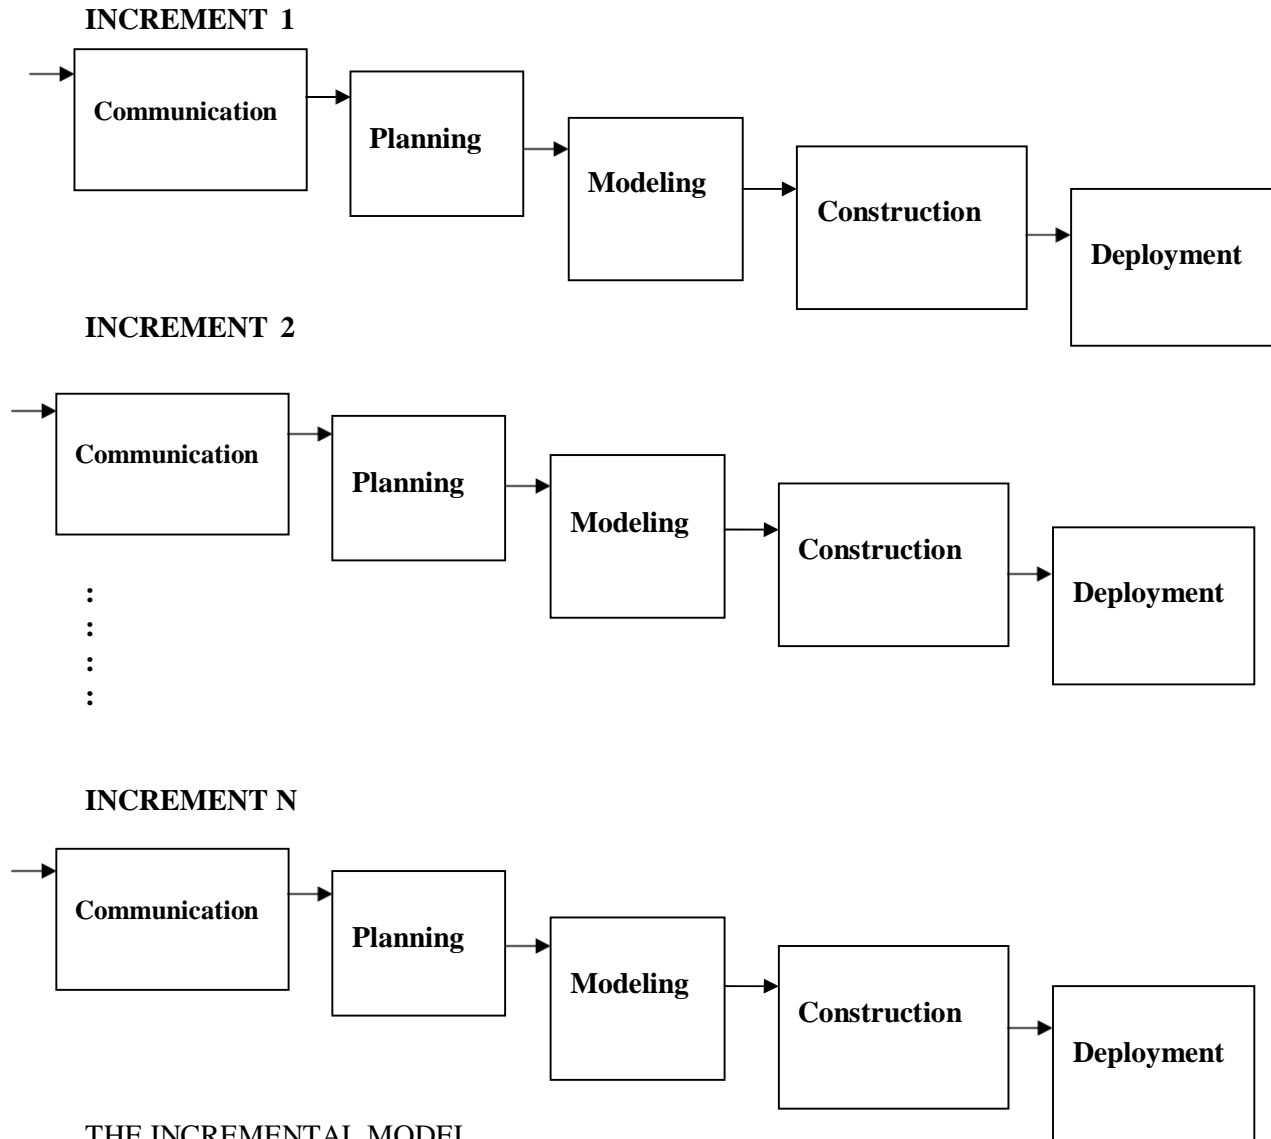 INCREMENT 1
Communication
Planning
Modeling
Construction
Deployment
INCREMENT 2
Communication
Planning
Modeling
Construction
Deployment
:
:
:
:
INCREMENT N
Communication
Planning
Modeling
Construction
Deployment
THE INCREMENTAL MODEL